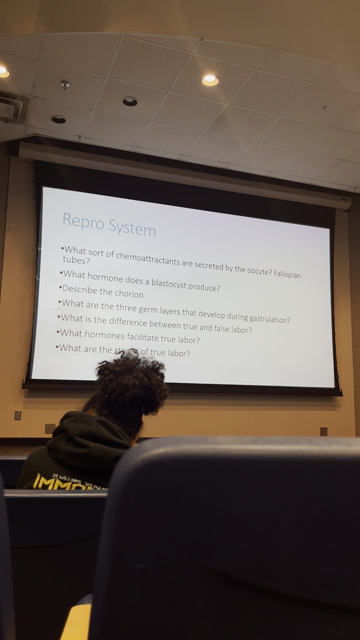 Repro System
•What sort of chemoattractants are secreted by the oocyte? Fallopian
tubes?
•What hormone does a blastocyst produce?
•Describe the chorion
•What are the three germ layers that develop during gastrulation?
•What is the difference between true and false labor?
•What hormones facilitate true labor?
•What are the of true labor?